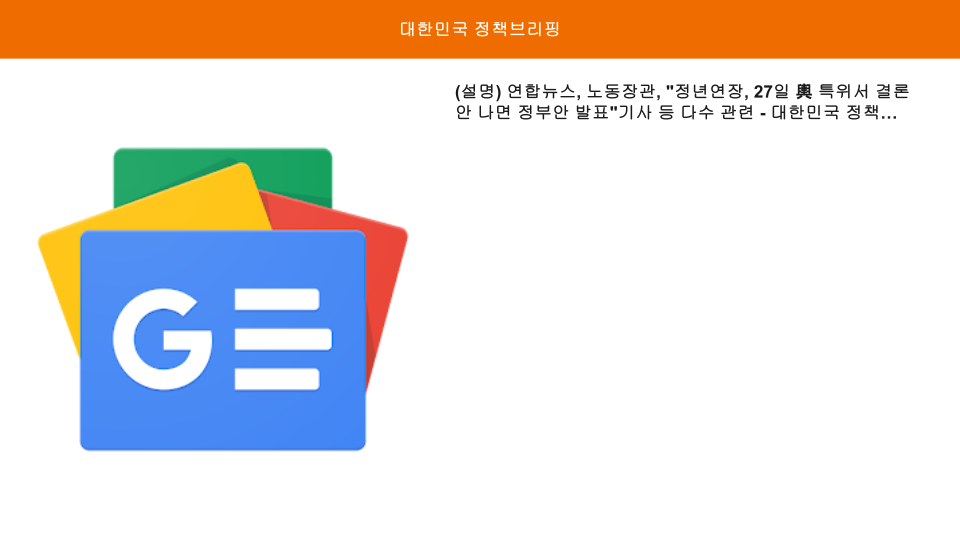 대한민국 정책브리핑
(설명) 연합뉴스, 노동장관, "정년연장, 27일 輿 특위서 결론
안 나면 정부안 발표"기사 등 다수 관련 - 대한민국 정책...
GE